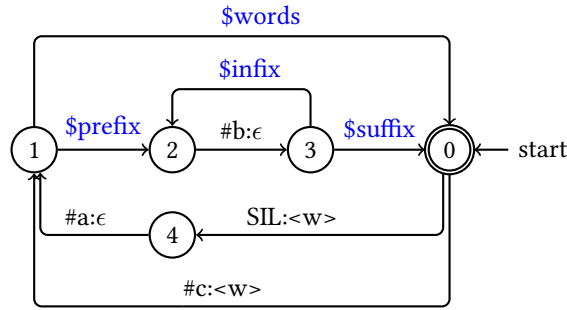 $words
$infix
$prefix #b:ϵ $suffix
1 2 3 0 start
#a:ϵ SIL:<w>
4
#c:<w>